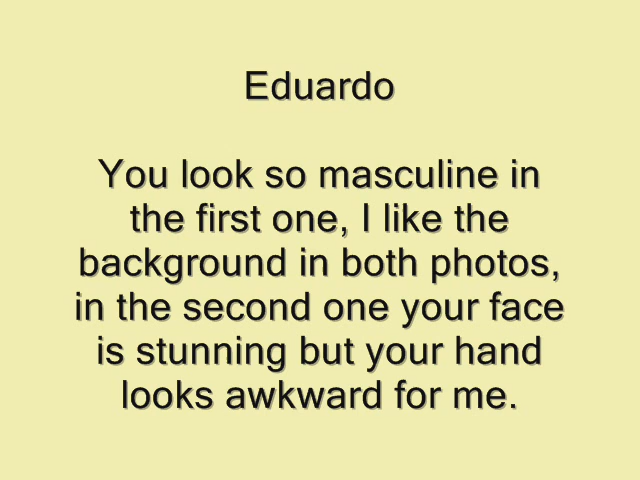 Eduardo
You look so masculine in
the first one, I like the
background in both photos,
in the second one your face
is stunning but your hand
looks awkward for me.